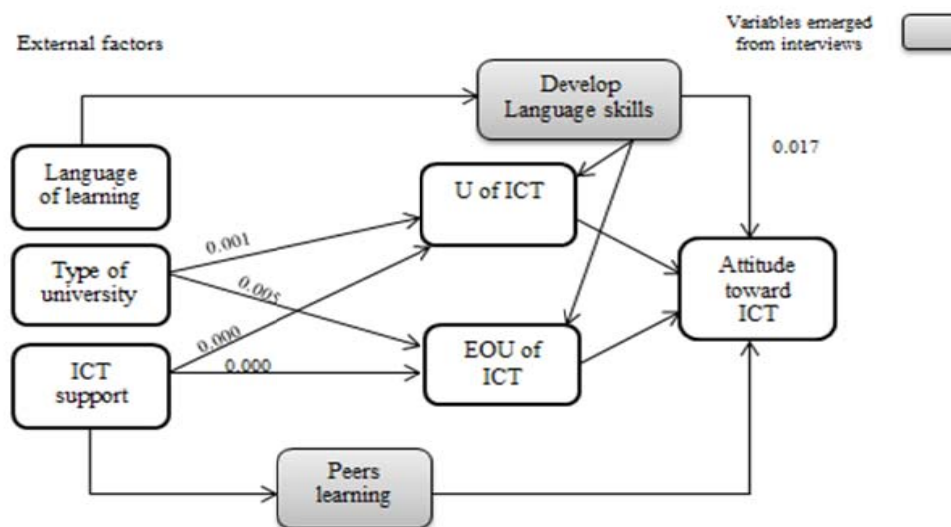 External factors
Variables emerged
from interviews
Develop
Language skills
0.017
Language
of learning
U of ICT
0.001
Type of
university
0.005
Attitude
toward
ICT
0.000
EOU of
ICT
0.000
ICT
support
Peers
learning